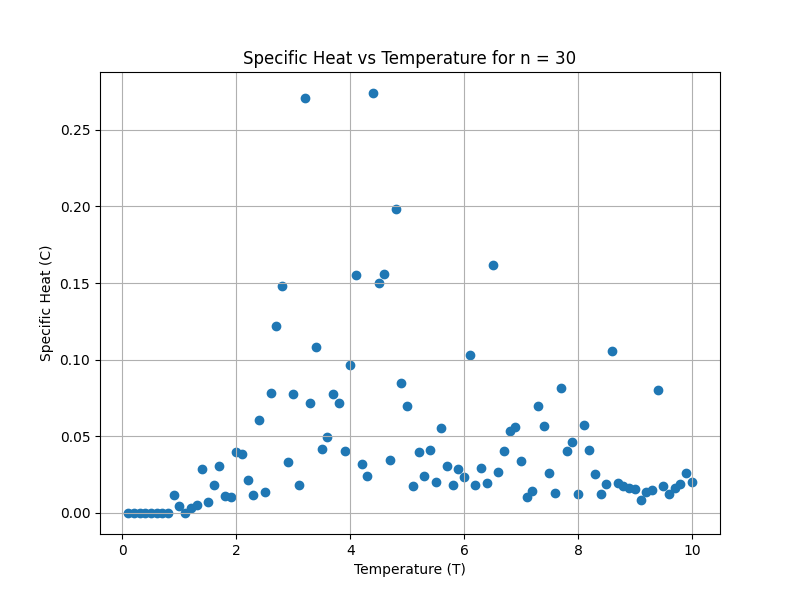 Specific Heat vs Temperature for n = 30
Specific Heat (C)
0.25
0.20
0.15
0.10
0.05
0.00
0 2 4 6 8 10
Temperature (T)